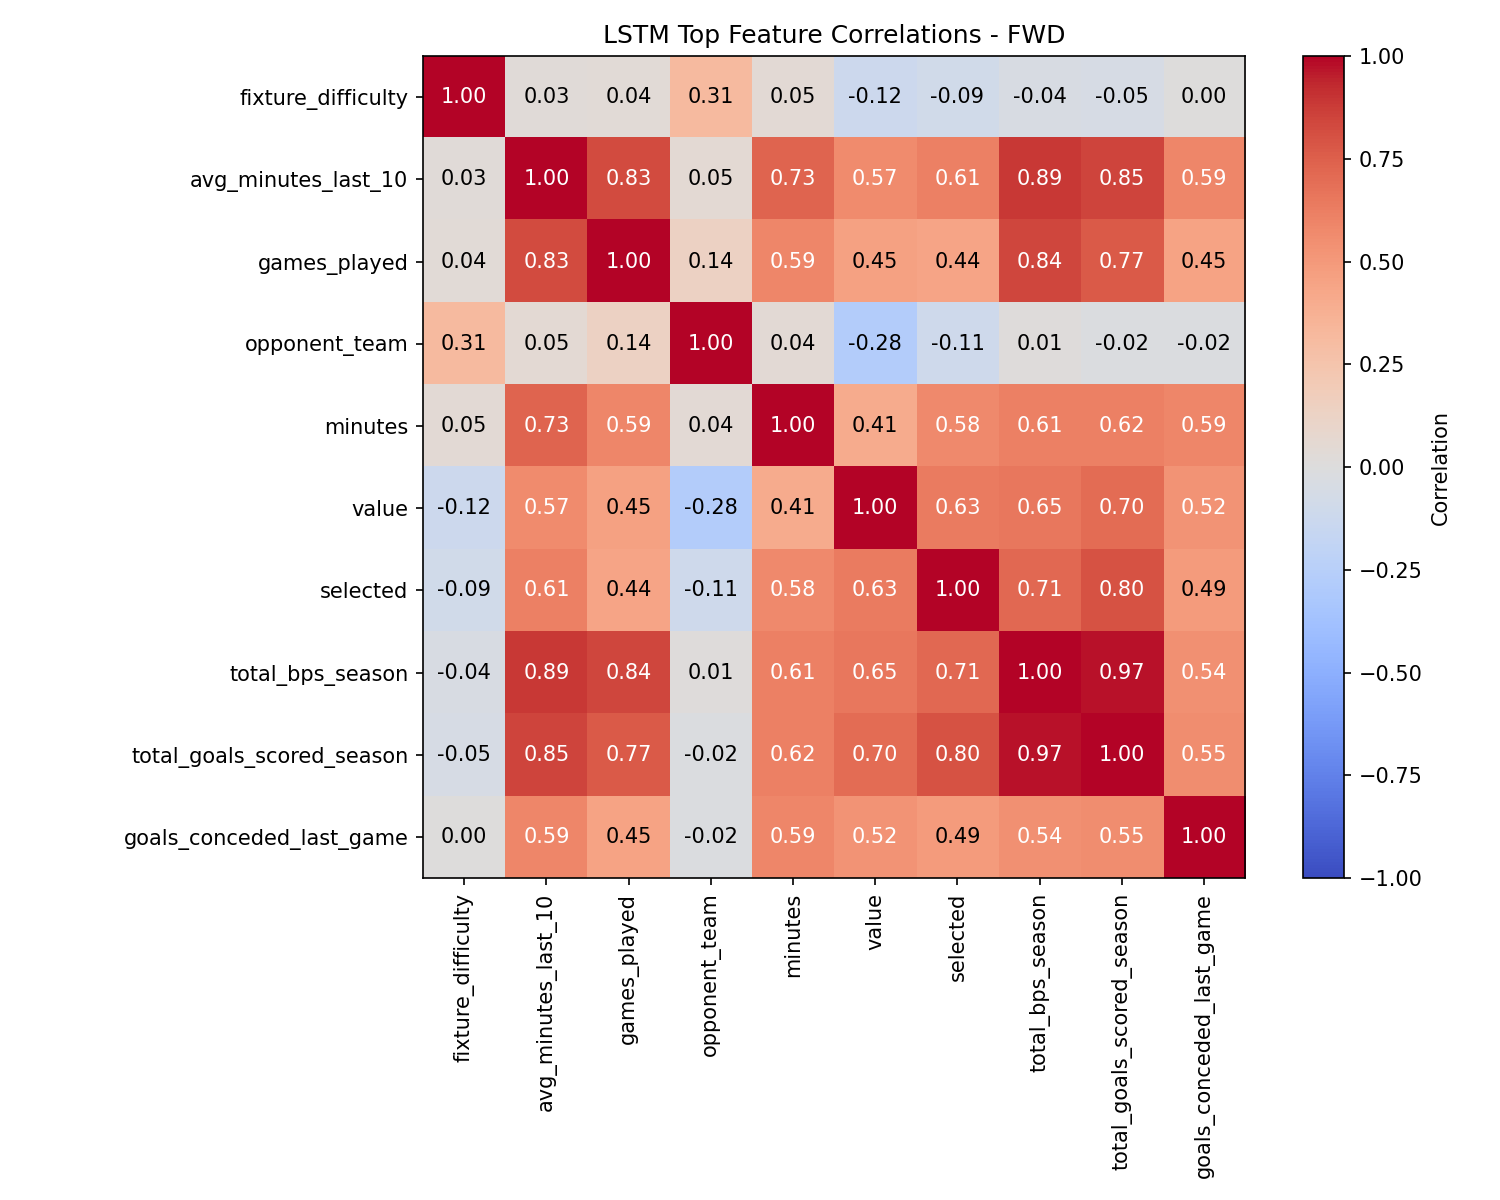 LSTM Top Feature Correlations - FWD
fixture_difficulty 1.00 0.03 0.04 0.31 0.05 -0.12 -0.09 -0.04 -0.05 0.00
avg_minutes_last_10 0.03 1.00 0.83 0.05 0.73 0.57 0.61 0.89 0.85 0.59
games_played 0.04 0.83 1.00 0.14 0.59 0.45 0.44 0.84 0.77 0.45
opponent_team 0.31 0.05 0.14 1.00 0.04 -0.28 -0.11 0.01 -0.02 -0.02
minutes 0.05 0.73 0.59 0.04 1.00 0.41 0.58 0.61 0.62 0.59
value -0.12 0.57 0.45 -0.28 0.41 1.00 0.63 0.65 0.70 0.52
selected -0.09 0.61 0.44 -0.11 0.58 0.63 1.00 0.71 0.80 0.49
total_bps_season -0.04 0.89 0.84 0.01 0.61 0.65 0.71 1.00 0.97 0.54
total_goals_scored_season -0.05 0.85 0.77 -0.02 0.62 0.70 0.80 0.97 1.00 0.55
goals_conceded_last_game 0.00 0.59 0.45 -0.02 0.59 0.52 0.49 0.54 0.55 1.00
fixture_difficulty
avg_minutes_last_10
games_played
opponent_team
minutes
value
selected
total_bps_season
total_goals_scored_season
goals_conceded_last_game
1.00
0.75
0.50
0.25
0.00
−0.25
−0.50
−0.75
−1.00
Correlation